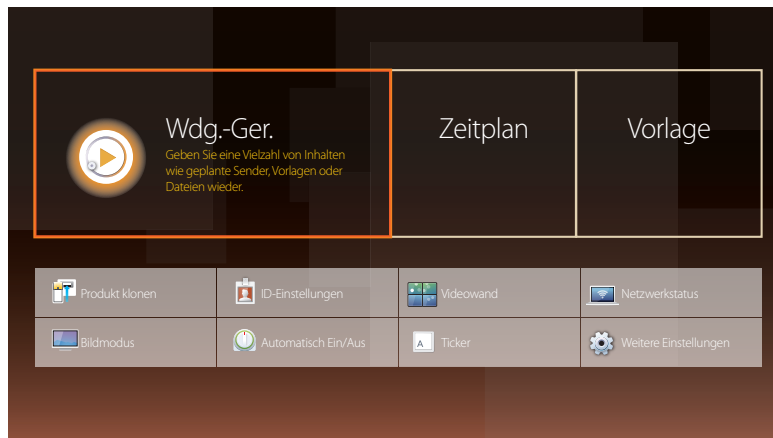 Wdg.-Ger.
Geben Sie eine Vielzahl von Inhalten
wie geplante Sender, Vorlagen oder
Dateien wieder.
Zeitplan
Vorlage
Produkt klonen
ID-Einstellungen
Videowand
Netzwerkstatus
Bildmodus
Automatisch Ein/Aus
A
Ticker
Weitere Einstellungen